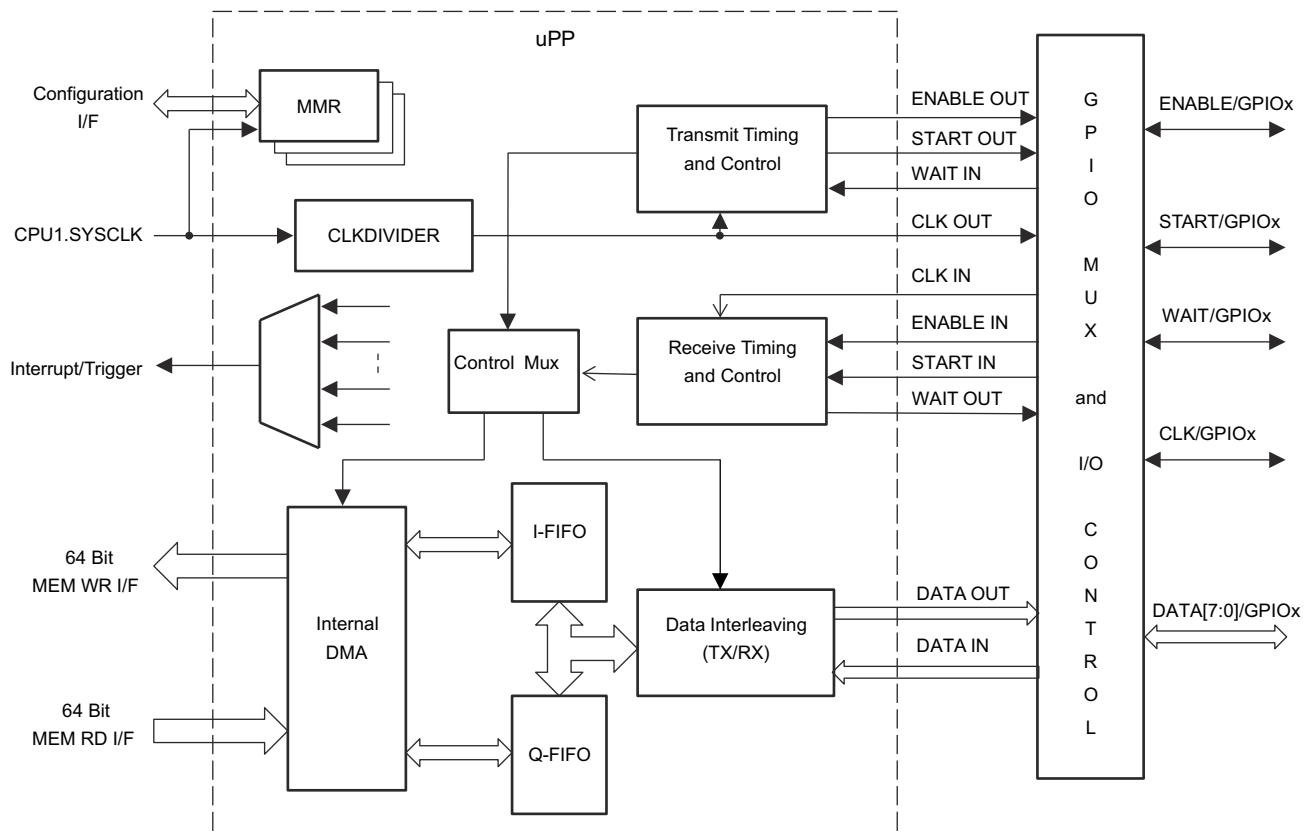 uPP
Configuration
I/F
MMR
CPU1.SYSCLK
CLKDIVIDER
Interrupt/Trigger
Transmit Timing
and Control
Control Mux
Receive Timing
and Control
ENABLE OUT
START OUT
WAIT IN
CLK OUT
CLK IN
ENABLE IN
START IN
WAIT OUT
64 Bit
MEM WR I/F
64 Bit
MEM RD I/F
Internal
DMA
I-FIFO
Q-FIFO
Data Interleaving
(TX/RX)
DATA OUT
DATA IN
GPIO
MUX
and
I/O
CONTROL
ENABLE/GPIOx
START/GPIOx
WAIT/GPIOx
CLK/GPIOx
DATA[7:0]/GPIOx